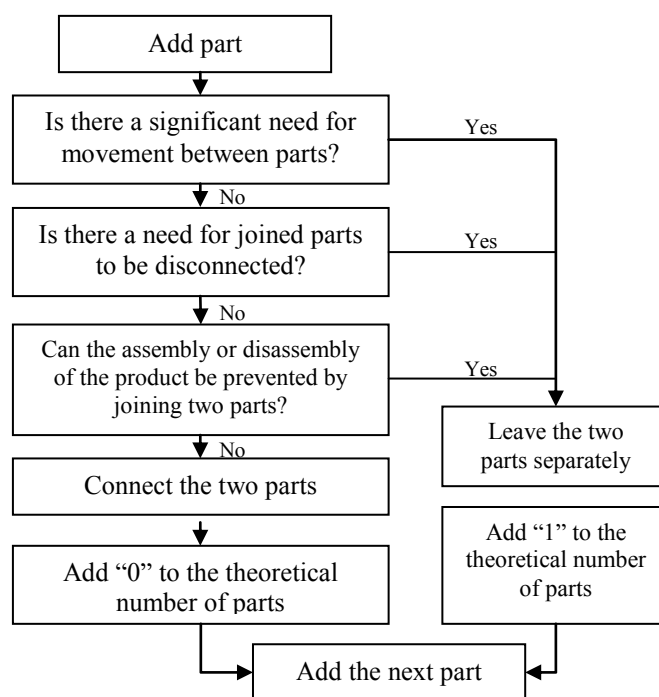 Add part
Is there a significant need for
movement between parts?
Yes
No
Is there a need for joined parts
to be disconnected?
Yes
No
Can the assembly or disassembly
of the product be prevented by
joining two parts?
Yes
No
Leave the two
parts separately
Connect the two parts
Add “0” to the theoretical
number of parts
Add “1” to the
theoretical number
of parts
Add the next part